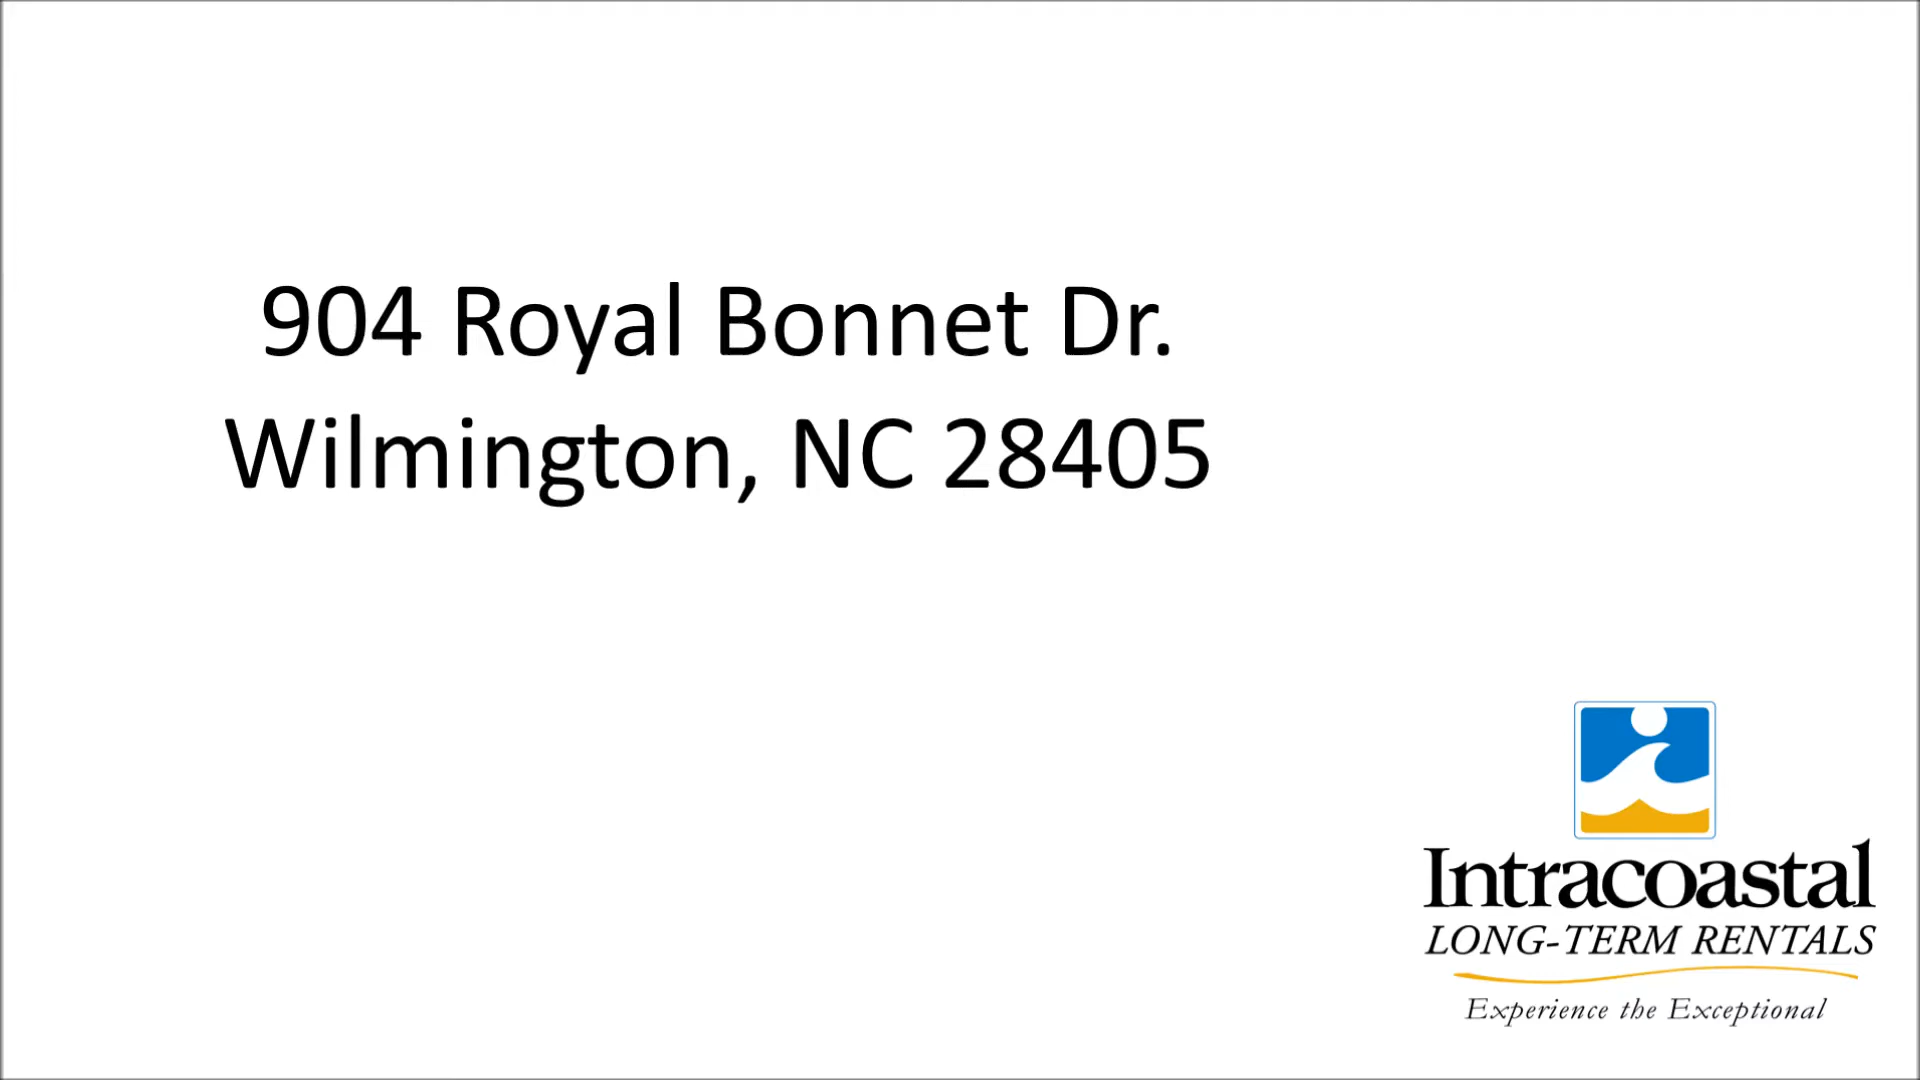 904 Royal Bonnet Dr.
Wilmington, NC 28405
Intracoastal
LONG-TERM RENTALS
Experience the Exceptional